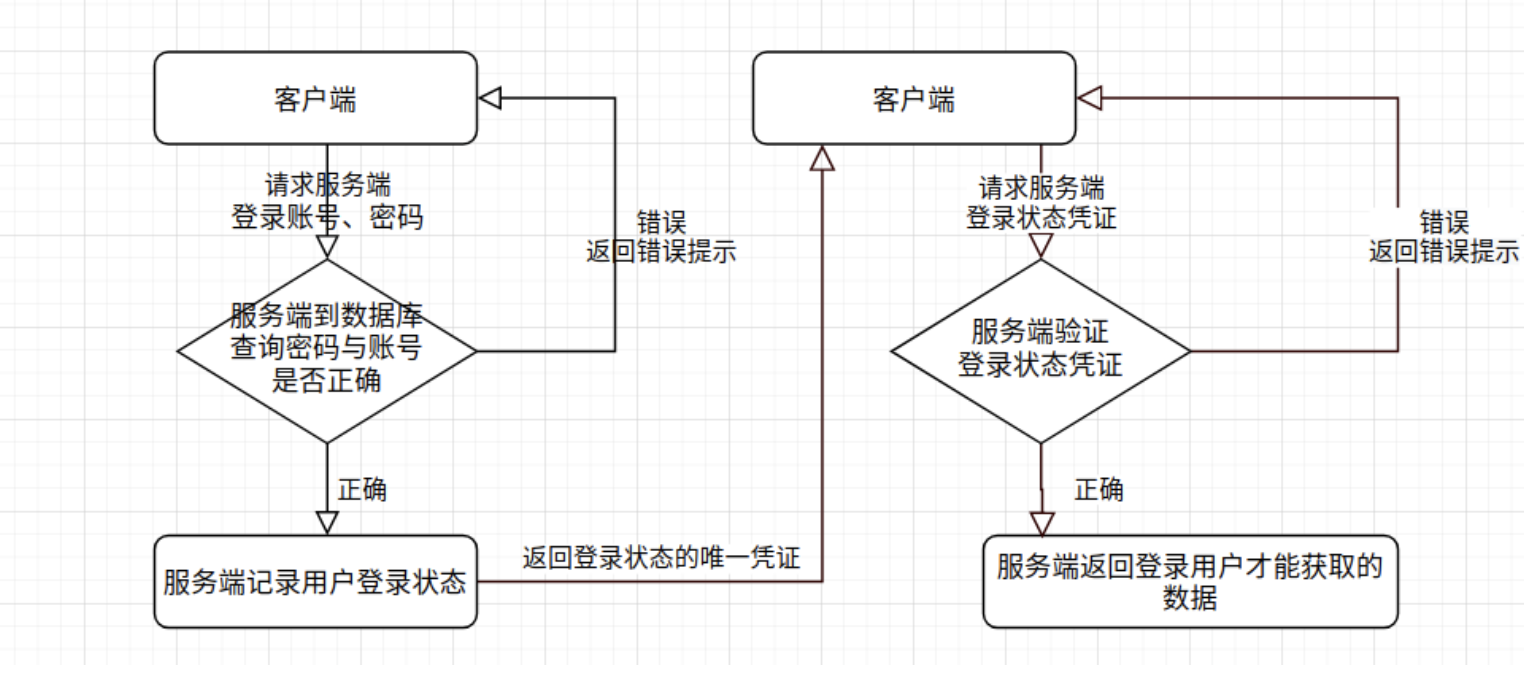 客户端
请求服务端
登录账号、密码
错误
返回错误提示
服务端到数据库
查询密码与账号
是否正确
正确
服务端记录用户登录状态
返回登录状态的唯一凭证
客户端
请求服务端
登录状态凭证
错误
返回错误提示
服务端验证
登录状态凭证
正确
服务端返回登录用户才能获取的
数据